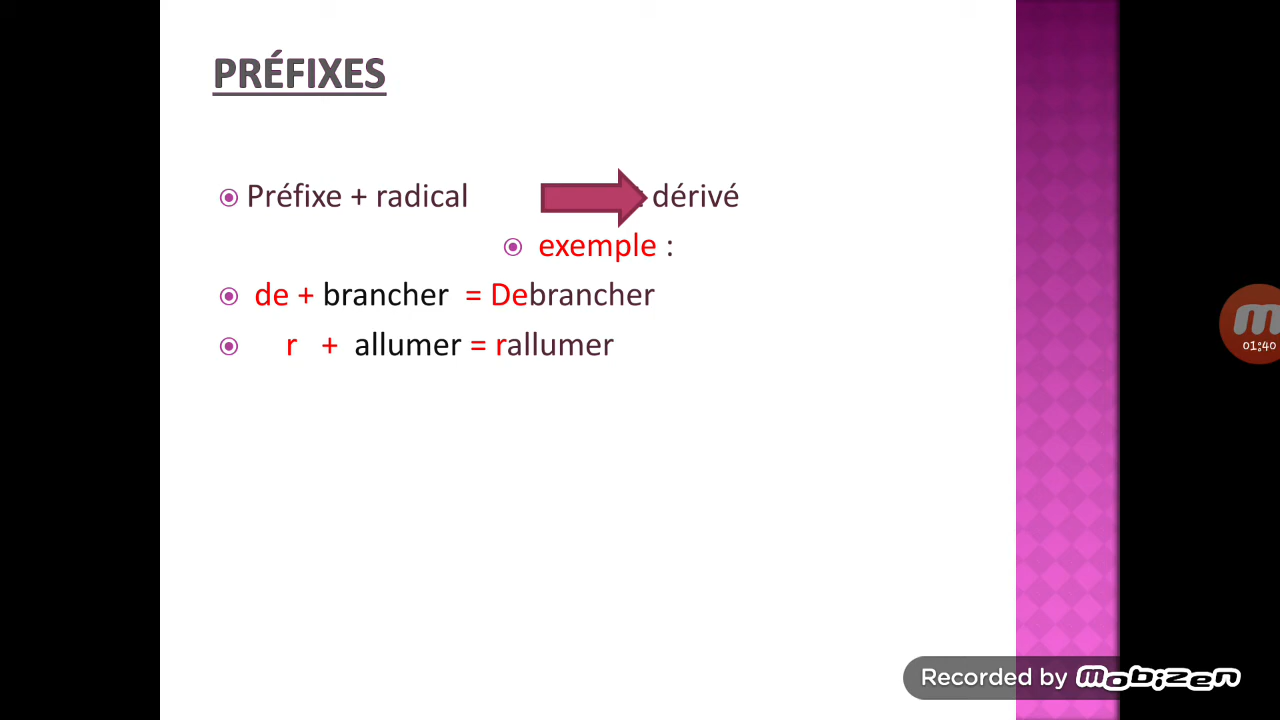 PRÉFIXES
Préfixe + radical dérivé
exemple :
de + brancher = Debrancher
r + allumer = rallumer
01:40
Recorded by mobizen